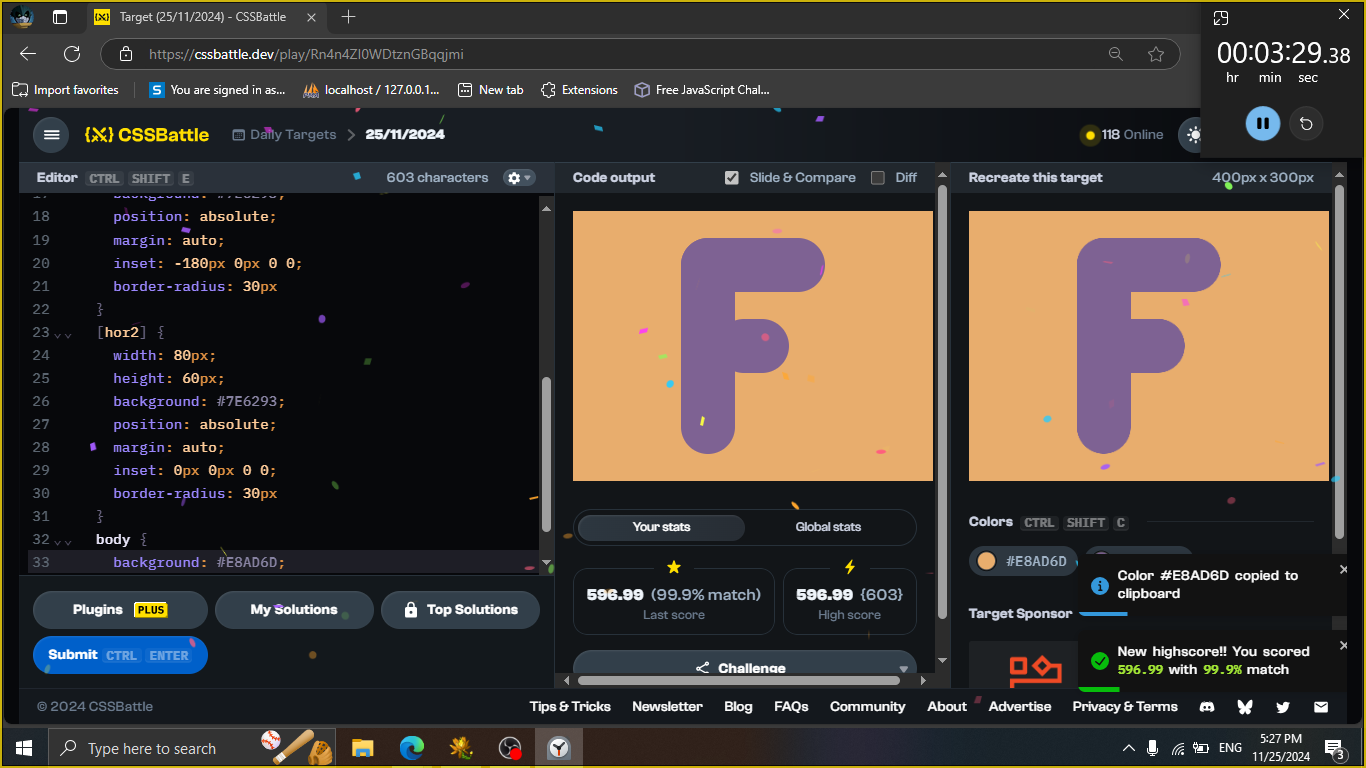 Target (25/11/2024) - CSSBattle
https://cssbattle.dev/play/Rn4n4Zl0WDtznGBqqjmi
Import favorites
You are signed in as...
localhost / 127.0.0.1...
New tab
Extensions
Free JavaScript Chal...
00:03:29.38
hr min sec
{X} CSSBattle
Daily Targets > 25/11/2024
118 Online
Editor CTRL SHIFT E
603 characters
Code output
Slide & Compare
Diff
Recreate this target
400px x 300px
18 position: absolute;
19 margin: auto;
20 inset: -180px 0px 0 0;
21 border-radius: 30px
22 }
23 [hor2] {
24 width: 80px;
25 height: 60px;
26 background: #7E6293;
27 position: absolute;
28 margin: auto;
29 inset: 0px 0px 0 0;
30 border-radius: 30px
31 }
32 body {
33 background: #E8AD6D;
Plugins PLUS
My Solutions
Top Solutions
Submit CTRL ENTER
Your stats
Global stats
596.99 (99.9% match)
Last score
596.99 {603}
High score
Challenge
Colors CTRL SHIFT C
#E8AD6D
Target Sponsor
Color #E8AD6D copied to
clipboard
New highscore!! You scored
596.99 with 99.9% match
© 2024 CSSBattle
Tips & Tricks
Newsletter
Blog
FAQs
Community
About
Advertise
Privacy & Terms
Type here to search
ENG
5:27 PM
11/25/2024
3